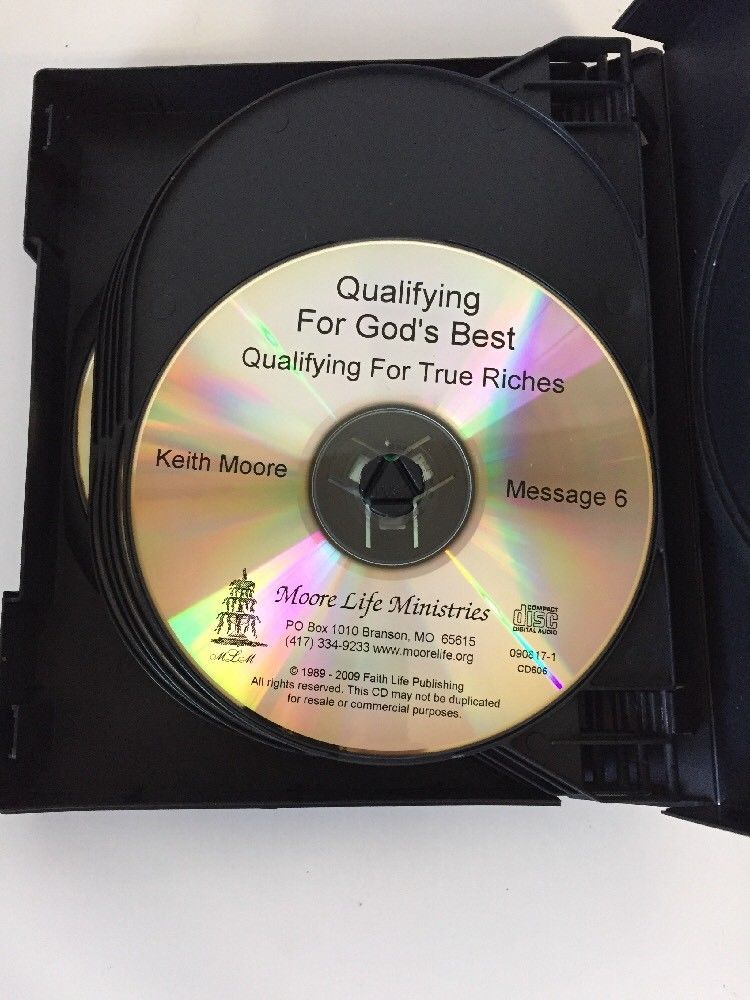 Qualifying
For God's Best
Qualifying For True Riches
Keith Moore
Message 6
MLM
Moore Life Ministries
PO Box 1010 Branson, MO 65615
(417) 334-9233 www.moorelife.org
COMPACT
disc
DIGITAL AUDIO
090817-1
CD606
© 1989 - 2009 Faith Life Publishing
All rights reserved. This CD may not be duplicated
for resale or commercial purposes.